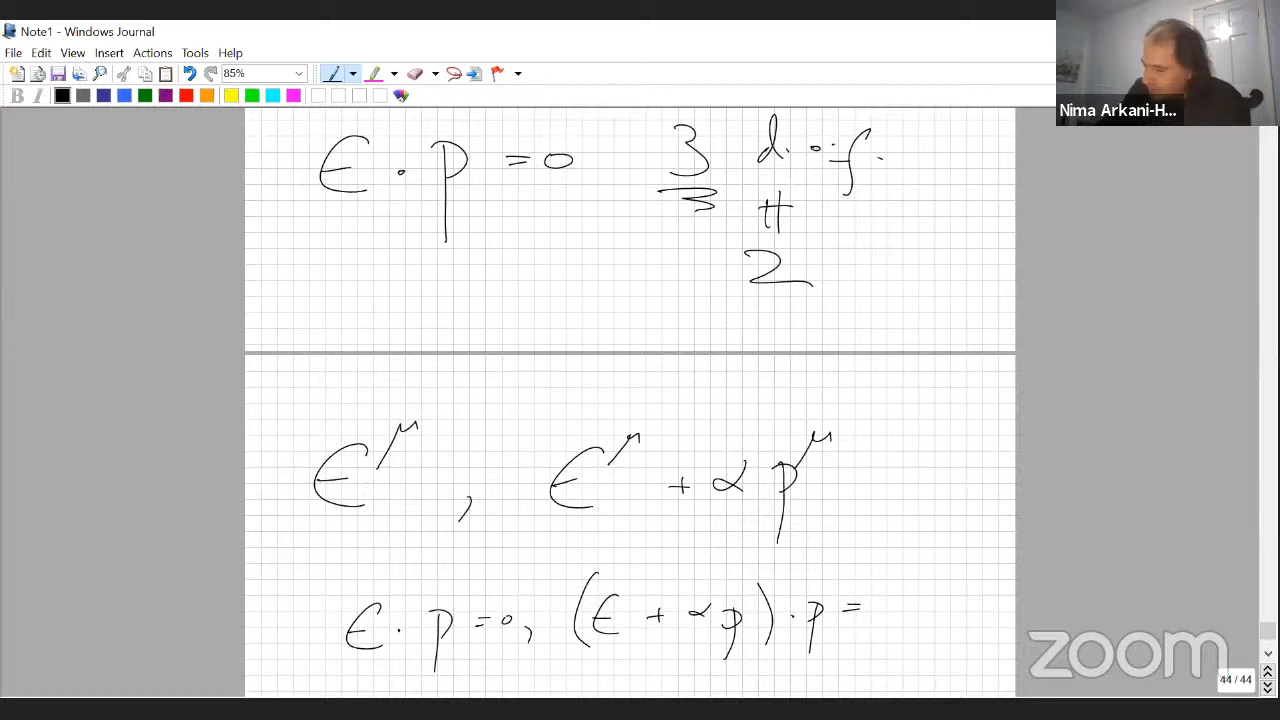 Note1 - Windows Journal
File Edit View Insert Actions Tools Help
85%
B I
Nima Arkani-H...
ϵ · p = 0 3 d.o.f.
≠
2
ϵ^μ , ϵ^μ + α p^μ
ϵ · p = 0, (ϵ + α p) · p =
zoom
44 / 44